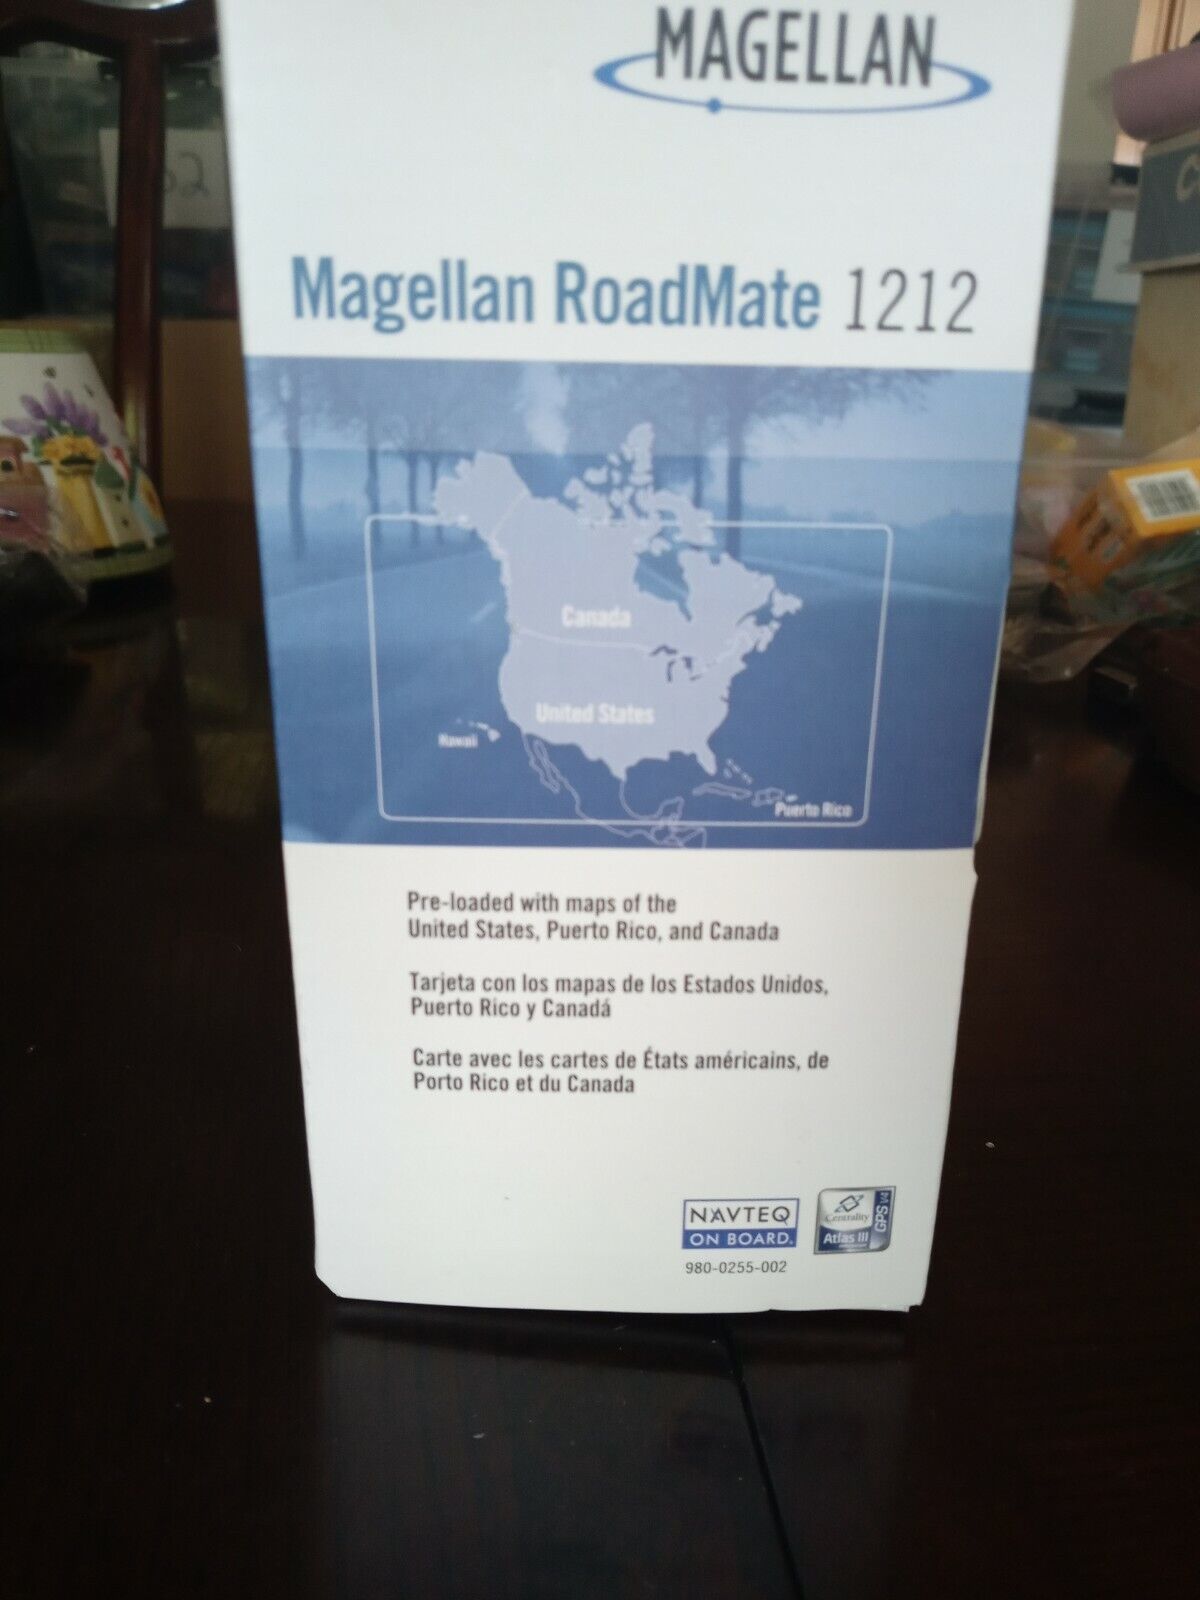 MAGELLAN
Magellan RoadMate 1212
Canada
United States
Hawaii
Puerto Rico
Pre-loaded with maps of the
United States, Puerto Rico, and Canada
Tarjeta con los mapas de los Estados Unidos,
Puerto Rico y Canadá
Carte avec les cartes de États américains, de
Porto Rico et du Canada
NAVTEQ
ON BOARD.
Centrality
Atlas III
GPS V4
980-0255-002